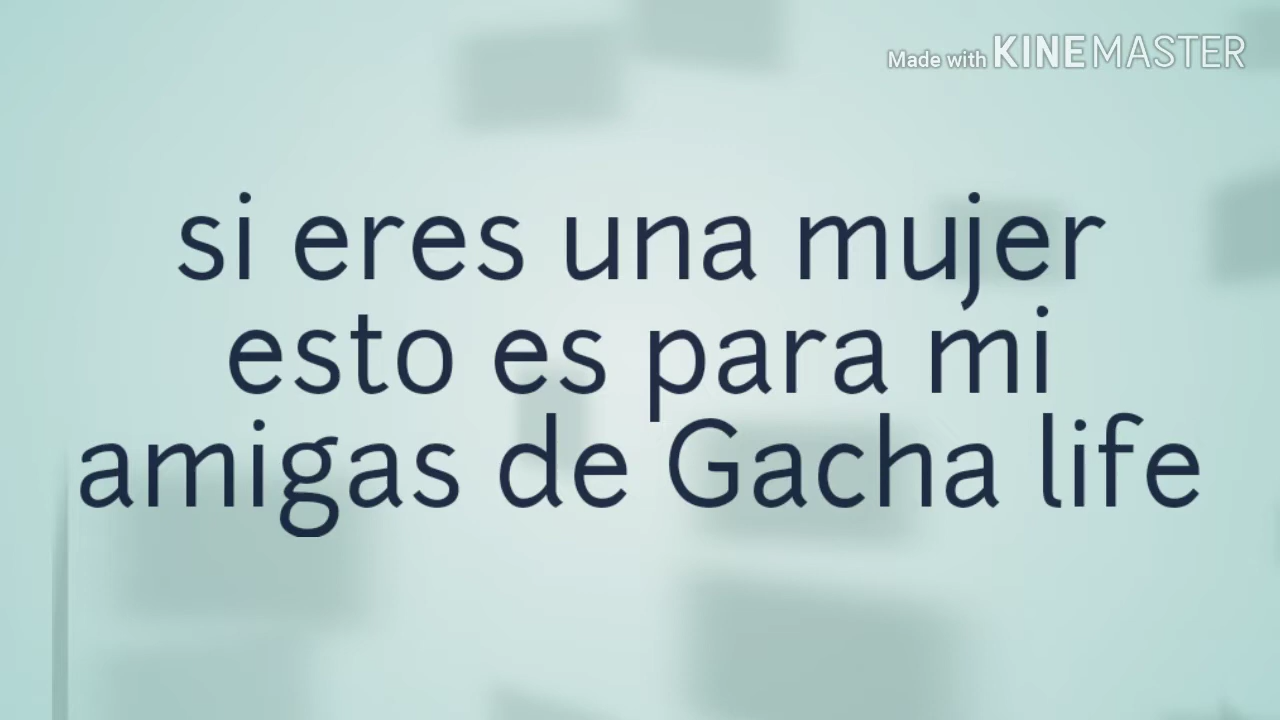 Made with KINEMASTER
si eres una mujer
esto es para mi
amigas de Gacha life